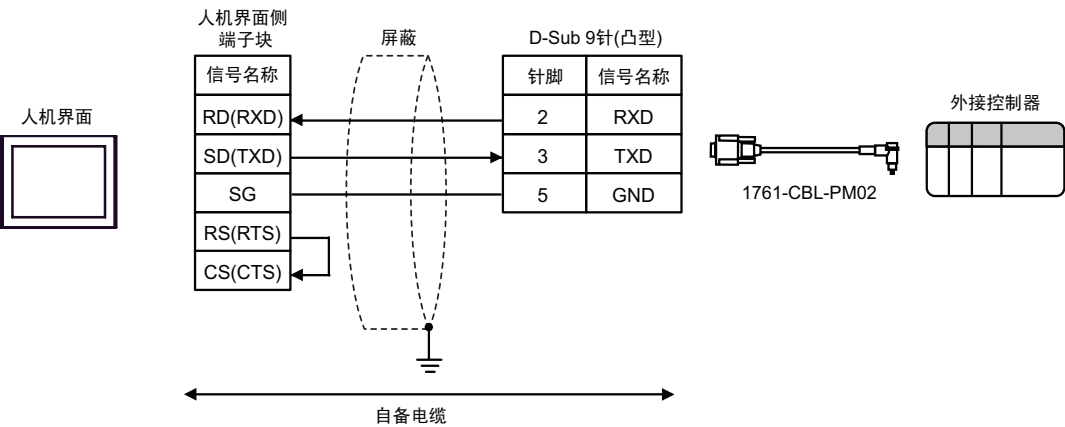 人机界面
人机界面侧
端子块
信号名称
RD(RXD)
SD(TXD)
SG
RS(RTS)
CS(CTS)
屏蔽
D-Sub 9针(凸型)
针脚 信号名称
2 RXD
3 TXD
5 GND
1761-CBL-PM02
外接控制器
自备电缆